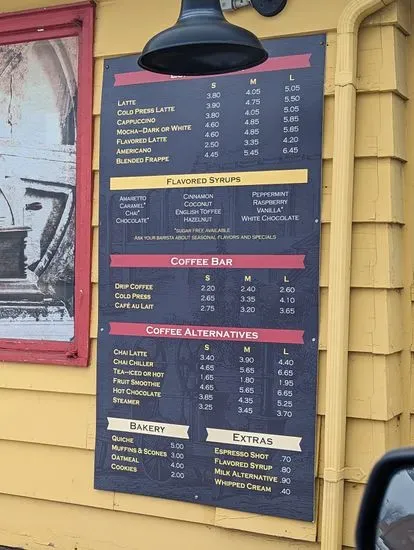 S M L
Latte 3.80 4.05 5.05
Cold Press Latte 3.90 4.75 5.50
Cappuccino 3.80 4.05 5.05
Mocha–Dark or White 4.60 4.85 5.85
Flavored Latte 4.60 4.85 5.85
Americano 2.50 3.35 4.20
Blended Frappe 4.45 5.45 6.45
Flavored Syrups
Amaretto Cinnamon Peppermint
Caramel* Coconut Raspberry
Chai* English Toffee Vanilla*
Chocolate* Hazelnut White Chocolate
*Sugar Free Available
Ask your barista about seasonal flavors and specials
Coffee Bar
S M L
Drip Coffee 2.20 2.40 2.60
Cold Press 2.65 3.35 4.10
Café au Lait 2.75 3.20 3.65
Coffee Alternatives
S M L
Chai Latte 3.40 3.90 4.40
Chai Chiller 4.65 5.65 6.65
Tea–Iced or Hot 1.65 1.80 1.95
Fruit Smoothie 4.65 5.65 6.65
Hot Chocolate 3.85 4.35 5.25
Steamer 3.25 3.45 3.70
Bakery
Quiche 5.00
Muffins & Scones 3.00
Oatmeal 4.00
Cookies 2.00
Extras
Espresso Shot .70
Flavored Syrup .80
Milk Alternative .90
Whipped Cream .40